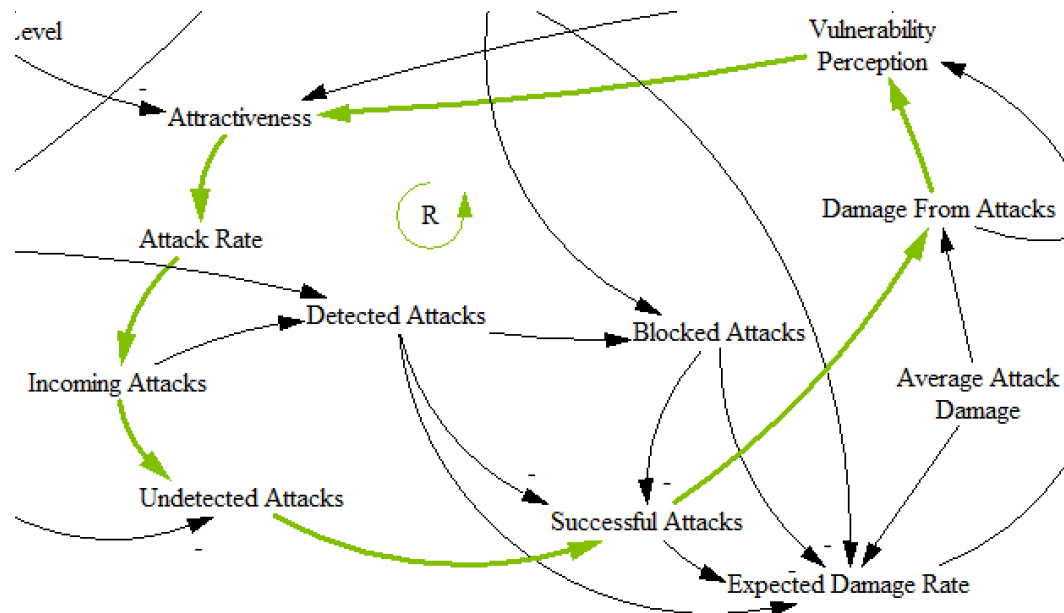 Level
Vulnerability
Perception
-
Attractiveness
R
Damage From Attacks
Attack Rate
Detected Attacks
Blocked Attacks
Incoming Attacks
Average Attack
Damage
-
-
Undetected Attacks
Successful Attacks
-
-
-
Expected Damage Rate